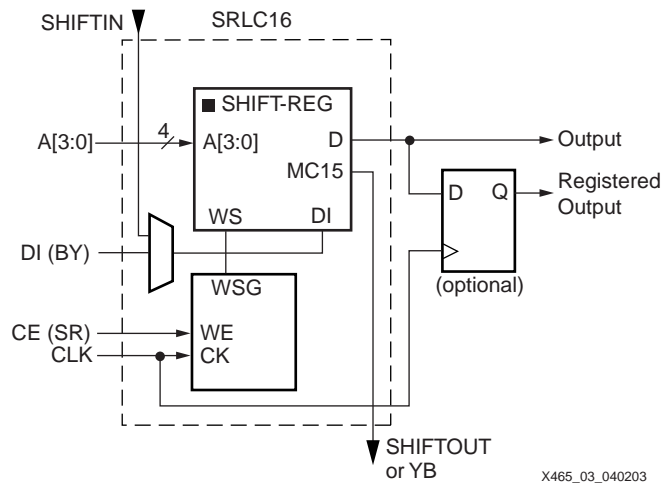 SHIFTIN
SRLC16
SHIFT-REG
A[3:0]
4
A[3:0]
D
Output
MC15
D
Q
Registered
Output
WS
DI
DI (BY)
(optional)
WSG
CE (SR)
WE
CLK
CK
SHIFTOUT
or YB
X465_03_040203